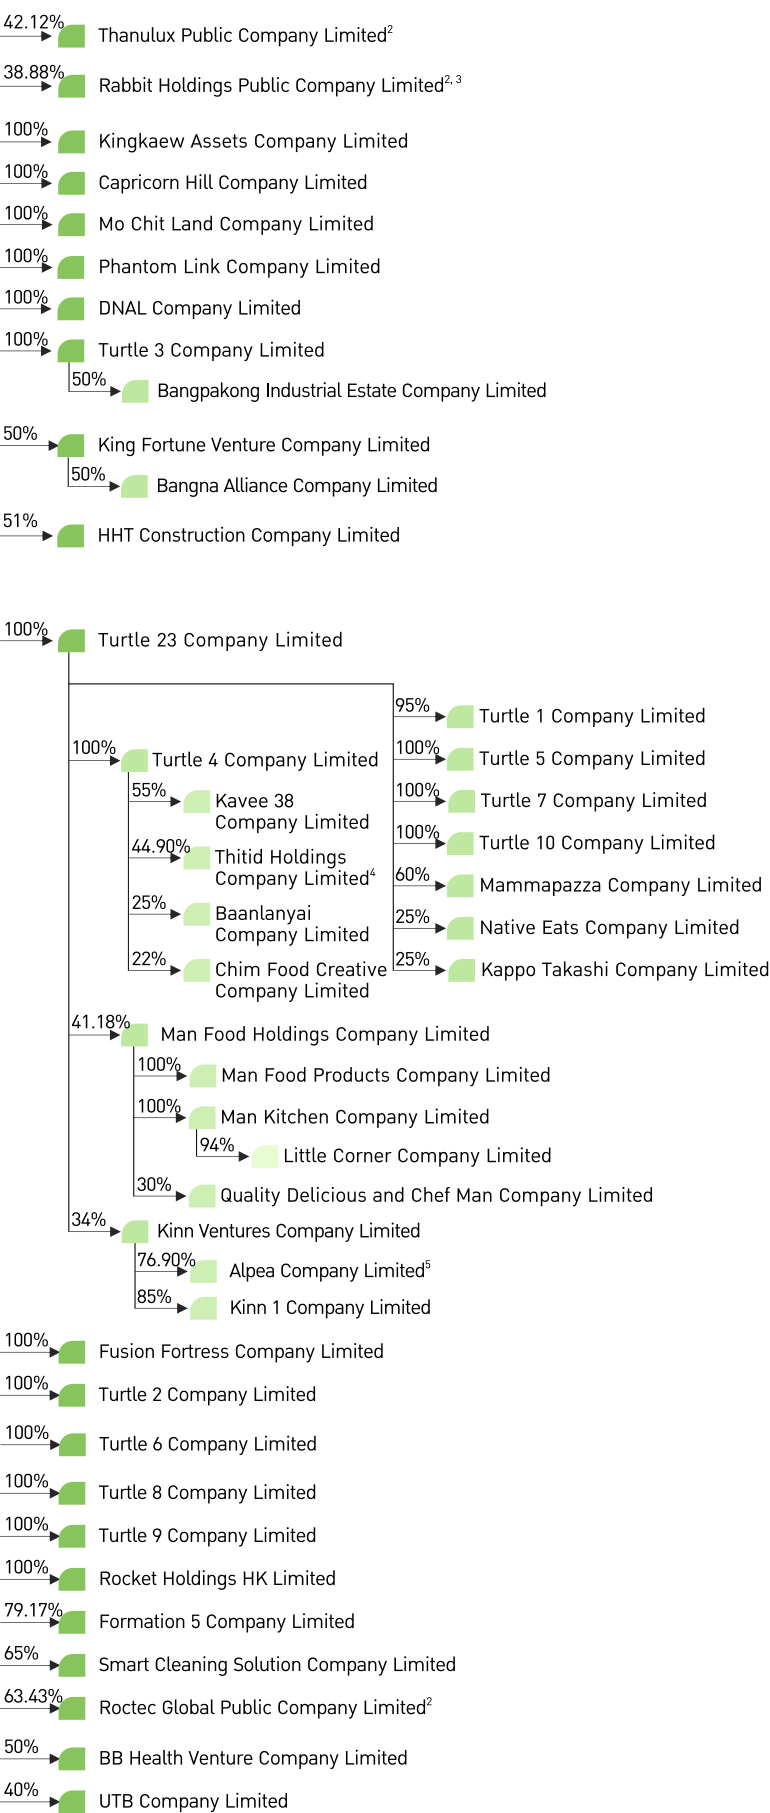 42.12%
Thanulux Public Company Limited2
38.88%
Rabbit Holdings Public Company Limited2, 3
100%
Kingkaew Assets Company Limited
100%
Capricorn Hill Company Limited
100%
Mo Chit Land Company Limited
100%
Phantom Link Company Limited
100%
DNAL Company Limited
100%
Turtle 3 Company Limited
50%
Bangpakong Industrial Estate Company Limited
50%
King Fortune Venture Company Limited
50%
Bangna Alliance Company Limited
51%
HHT Construction Company Limited
100%
Turtle 23 Company Limited
95%
Turtle 1 Company Limited
100%
Turtle 5 Company Limited
100%
Turtle 7 Company Limited
100%
Turtle 10 Company Limited
60%
Mammapazza Company Limited
25%
Native Eats Company Limited
25%
Kappo Takashi Company Limited
100%
Turtle 4 Company Limited
55%
Kavee 38
Company Limited
44.90%
Thitid Holdings
Company Limited4
25%
Baanlanyai
Company Limited
22%
Chim Food Creative
Company Limited
41.18%
Man Food Holdings Company Limited
100%
Man Food Products Company Limited
100%
Man Kitchen Company Limited
94%
Little Corner Company Limited
30%
Quality Delicious and Chef Man Company Limited
34%
Kinn Ventures Company Limited
76.90%
Alpea Company Limited5
85%
Kinn 1 Company Limited
100%
Fusion Fortress Company Limited
100%
Turtle 2 Company Limited
100%
Turtle 6 Company Limited
100%
Turtle 8 Company Limited
100%
Turtle 9 Company Limited
100%
Rocket Holdings HK Limited
79.17%
Formation 5 Company Limited
65%
Smart Cleaning Solution Company Limited
63.43%
Roctec Global Public Company Limited2
50%
BB Health Venture Company Limited
40%
UTB Company Limited